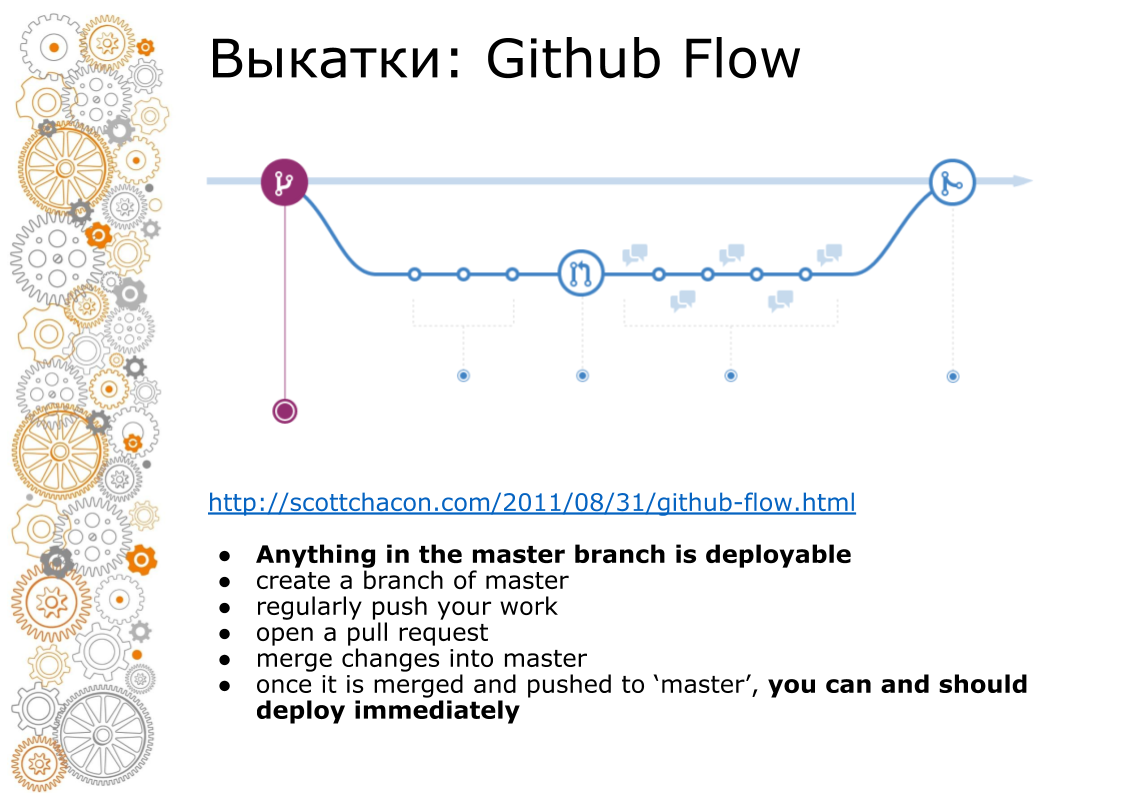 Выкатки: Github Flow
http://scottchacon.com/2011/08/31/github-flow.html
● Anything in the master branch is deployable
● create a branch of master
● regularly push your work
● open a pull request
● merge changes into master
● once it is merged and pushed to ‘master’, you can and should
deploy immediately